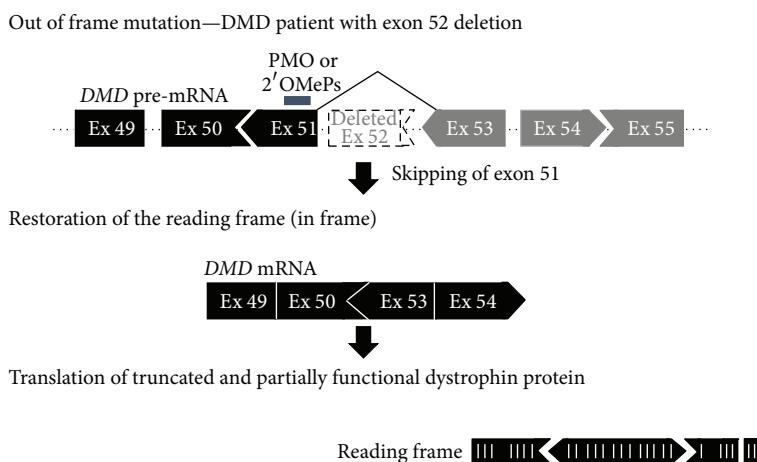 Out of frame mutation—DMD patient with exon 52 deletion
PMO or
2′OMePs
DMD pre-mRNA
Ex 49 Ex 50 Ex 51 Deleted Ex 52 Ex 53 Ex 54 Ex 55
Skipping of exon 51
Restoration of the reading frame (in frame)
DMD mRNA
Ex 49 Ex 50 Ex 53 Ex 54
Translation of truncated and partially functional dystrophin protein
Reading frame